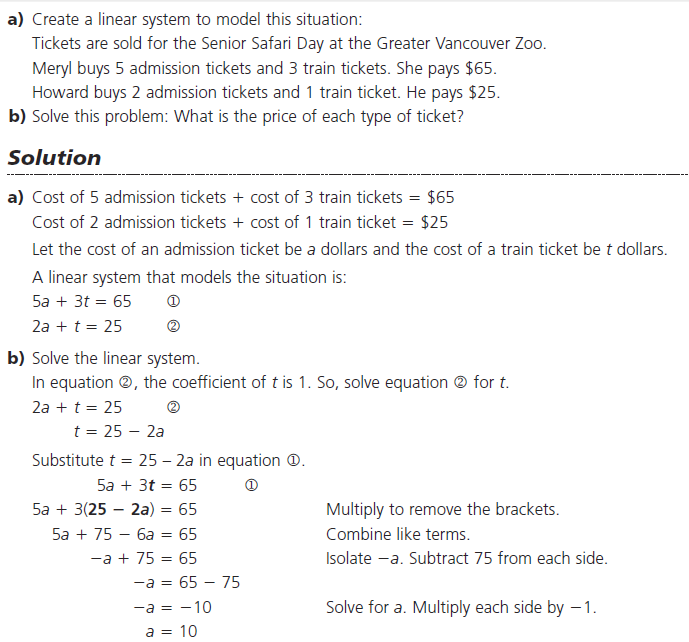 a) Create a linear system to model this situation:
Tickets are sold for the Senior Safari Day at the Greater Vancouver Zoo.
Meryl buys 5 admission tickets and 3 train tickets. She pays $65.
Howard buys 2 admission tickets and 1 train ticket. He pays $25.
b) Solve this problem: What is the price of each type of ticket?
Solution
a) Cost of 5 admission tickets + cost of 3 train tickets = $65
Cost of 2 admission tickets + cost of 1 train ticket = $25
Let the cost of an admission ticket be a dollars and the cost of a train ticket be t dollars.
A linear system that models the situation is:
5a + 3t = 65 ①
2a + t = 25 ②
b) Solve the linear system.
In equation ②, the coefficient of t is 1. So, solve equation ② for t.
2a + t = 25 ②
t = 25 − 2a
Substitute t = 25 – 2a in equation ①.
5a + 3t = 65 ①
5a + 3(25 − 2a) = 65 Multiply to remove the brackets.
5a + 75 − 6a = 65 Combine like terms.
−a + 75 = 65 Isolate −a. Subtract 75 from each side.
−a = 65 − 75
−a = −10 Solve for a. Multiply each side by −1.
a = 10